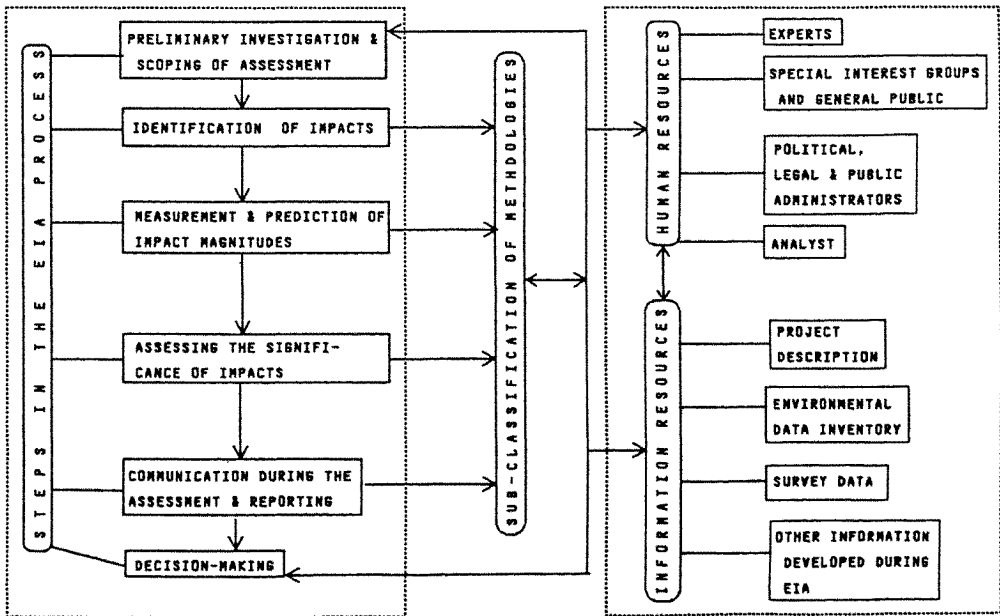 STEPS IN THE EIA PROCESS
PRELIMINARY INVESTIGATION &
SCOPING OF ASSESSMENT
IDENTIFICATION OF IMPACTS
MEASUREMENT & PREDICTION OF
IMPACT MAGNITUDES
ASSESSING THE SIGNIFI-
CANCE OF IMPACTS
COMMUNICATION DURING THE
ASSESSMENT & REPORTING
DECISION-MAKING
SUB-CLASSIFICATION OF METHDOLOGIES
HUMAN RESOURCES
EXPERTS
SPECIAL INTEREST GROUPS
AND GENERAL PUBLIC
POLITICAL,
LEGAL & PUBLIC
ADMINISTRATORS
ANALYST
INFORMATION RESOURCES
PROJECT
DESCRIPTION
ENVIRONMENTAL
DATA INVENTORY
SURVEY DATA
OTHER INFORMATION
DEVELOPED DURING
EIA